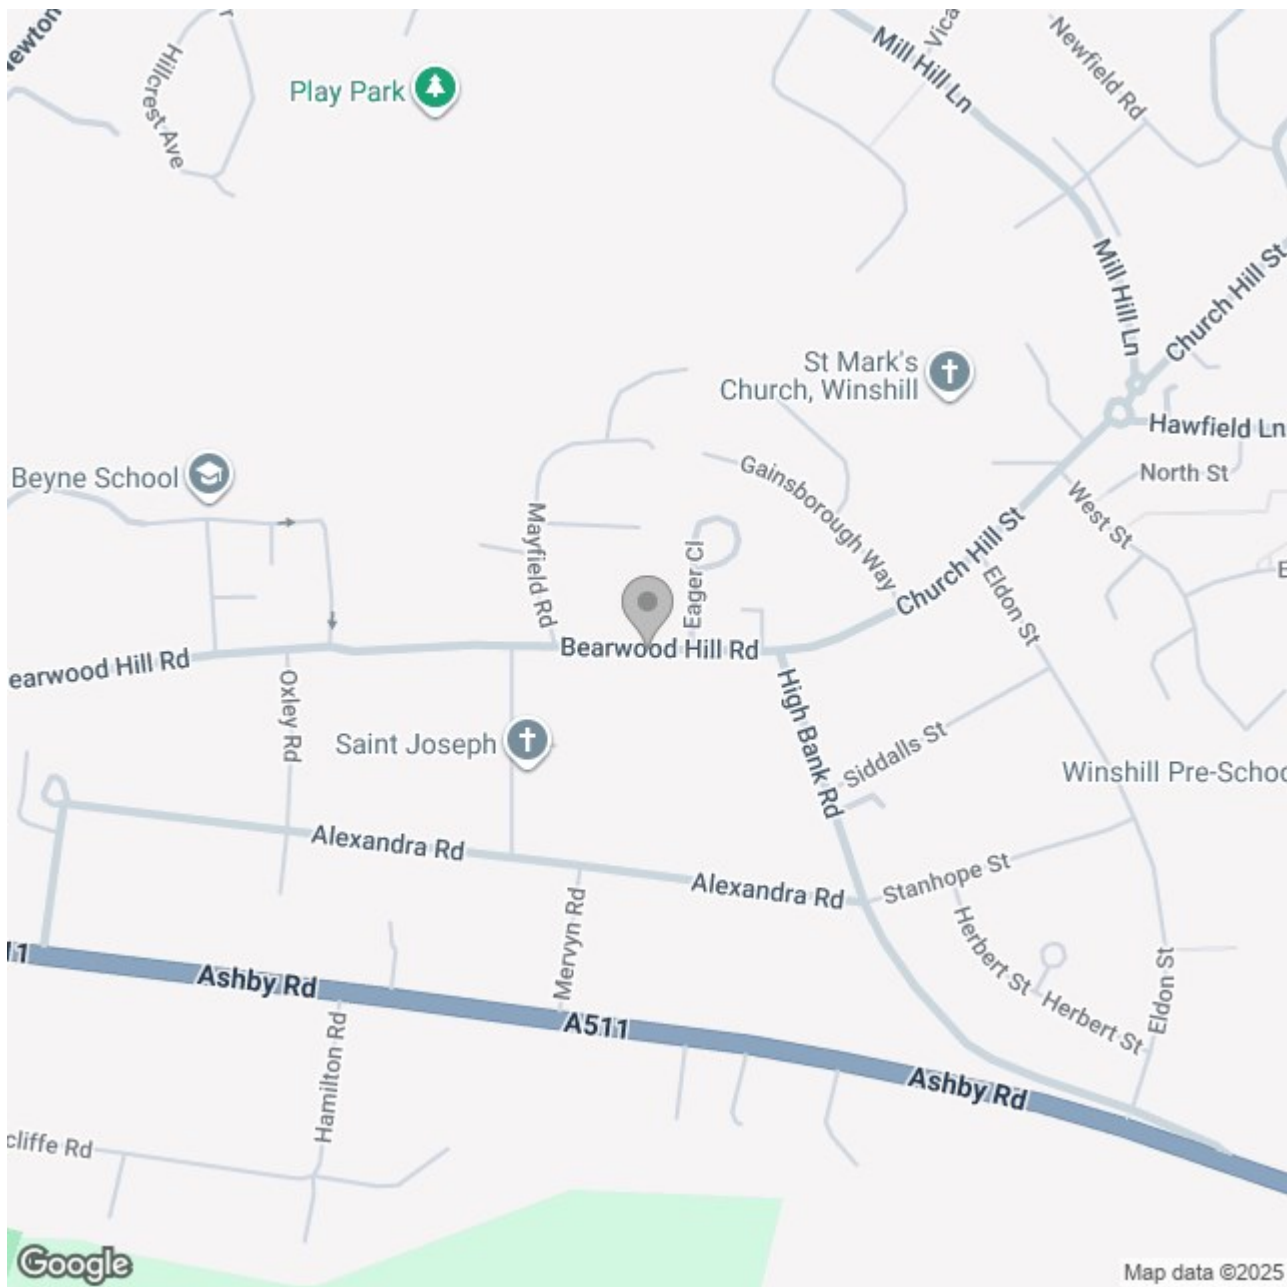 Newton
Hillcrest Ave
Play Park
Mill Hill Ln
Vica
Newfield Rd
Mill Hill Ln
Church Hill St
St Mark's
Church, Winshill
Hawfield Ln
North St
West St
Beyne School
Gainsborough Way
Mayfield Rd
Eager Cl
Church Hill St
Eldon St
E
Bearwood Hill Rd
earwood Hill Rd
Oxley Rd
High Bank Rd
Saint Joseph
Siddalls St
Winshill Pre-Schoo
Alexandra Rd
Alexandra Rd
Stanhope St
Mervyn Rd
Herbert St
Herbert St
Eldon St
11
Ashby Rd
A511
Hamilton Rd
Ashby Rd
cliffe Rd
Google
Map data ©2025